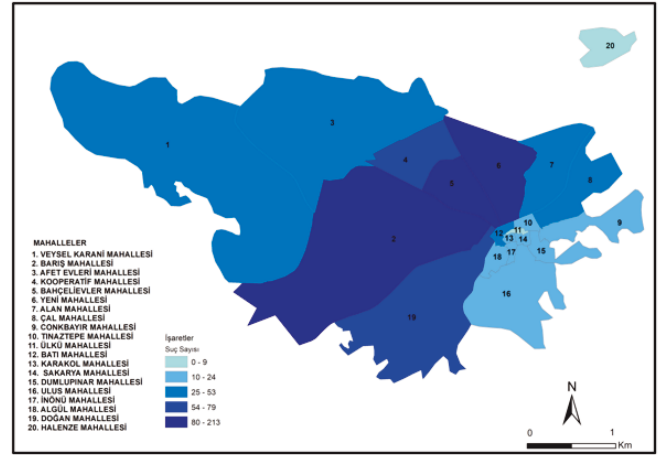 20
3
1
4
6
7
5
8
9
10
12
11
13
14
2
17
15
18
16
19
MAHALLELER
1. VEYSEL KARANİ MAHALLESİ
2. BARIŞ MAHALLESİ
3. AFET EVLERİ MAHALLESİ
4. KOOPERATİF MAHALLESİ
5. BAHÇELİEVLER MAHALLESİ
6. YENİ MAHALLESİ
7. ALAN MAHALLESİ
8. ÇAL MAHALLESİ
9. CONKBAYIR MAHALLESİ
10. TINAZTEPE MAHALLESİ
11. ÜLKÜ MAHALLESİ
12. BATI MAHALLESİ
13. KARAKOL MAHALLESİ
14. SAKARYA MAHALLESİ
15. DUMLUPINAR MAHALLESİ
16. ULUS MAHALLESİ
17. İNÖNÜ MAHALLESİ
18. ALGÜL MAHALLESİ
19. DOĞAN MAHALLESİ
20. HALENZE MAHALLESİ
İşaretler
Suç Sayısı
0 - 9
10 - 24
25 - 53
54 - 79
80 - 213
N
0 1
Km